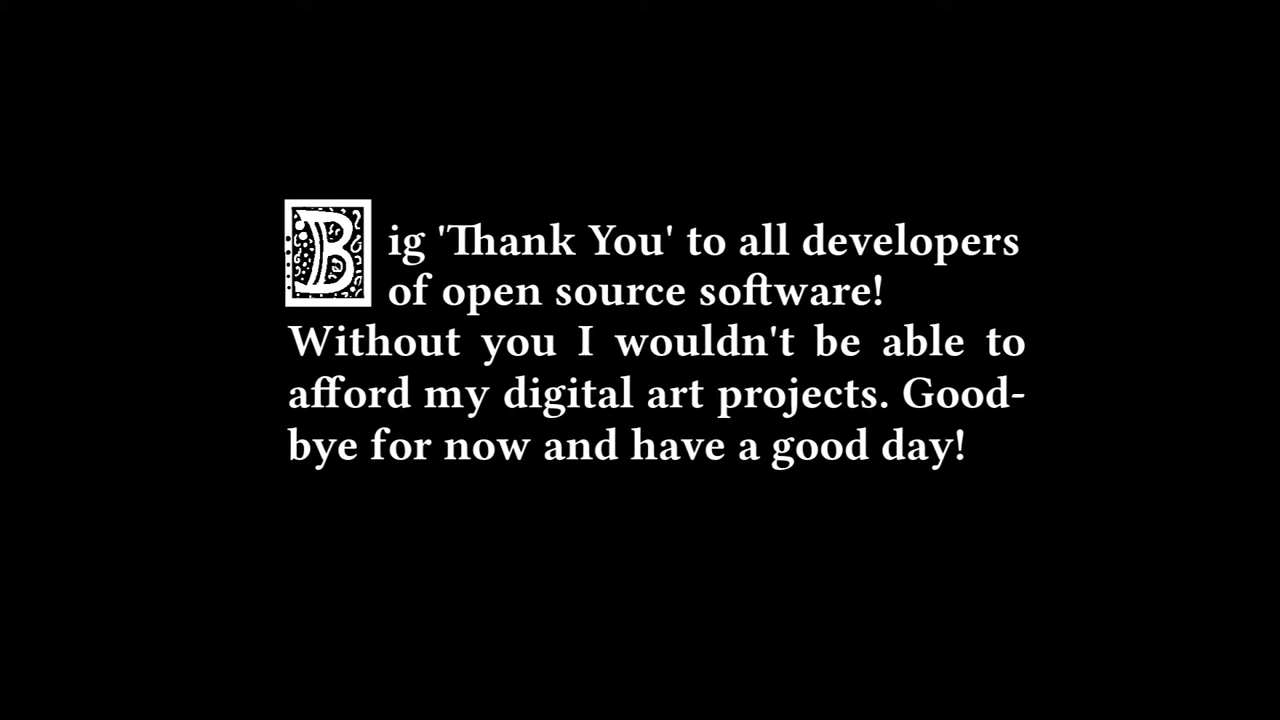 Big 'Thank You' to all developers
of open source software!
Without you I wouldn't be able to
afford my digital art projects. Good-
bye for now and have a good day!